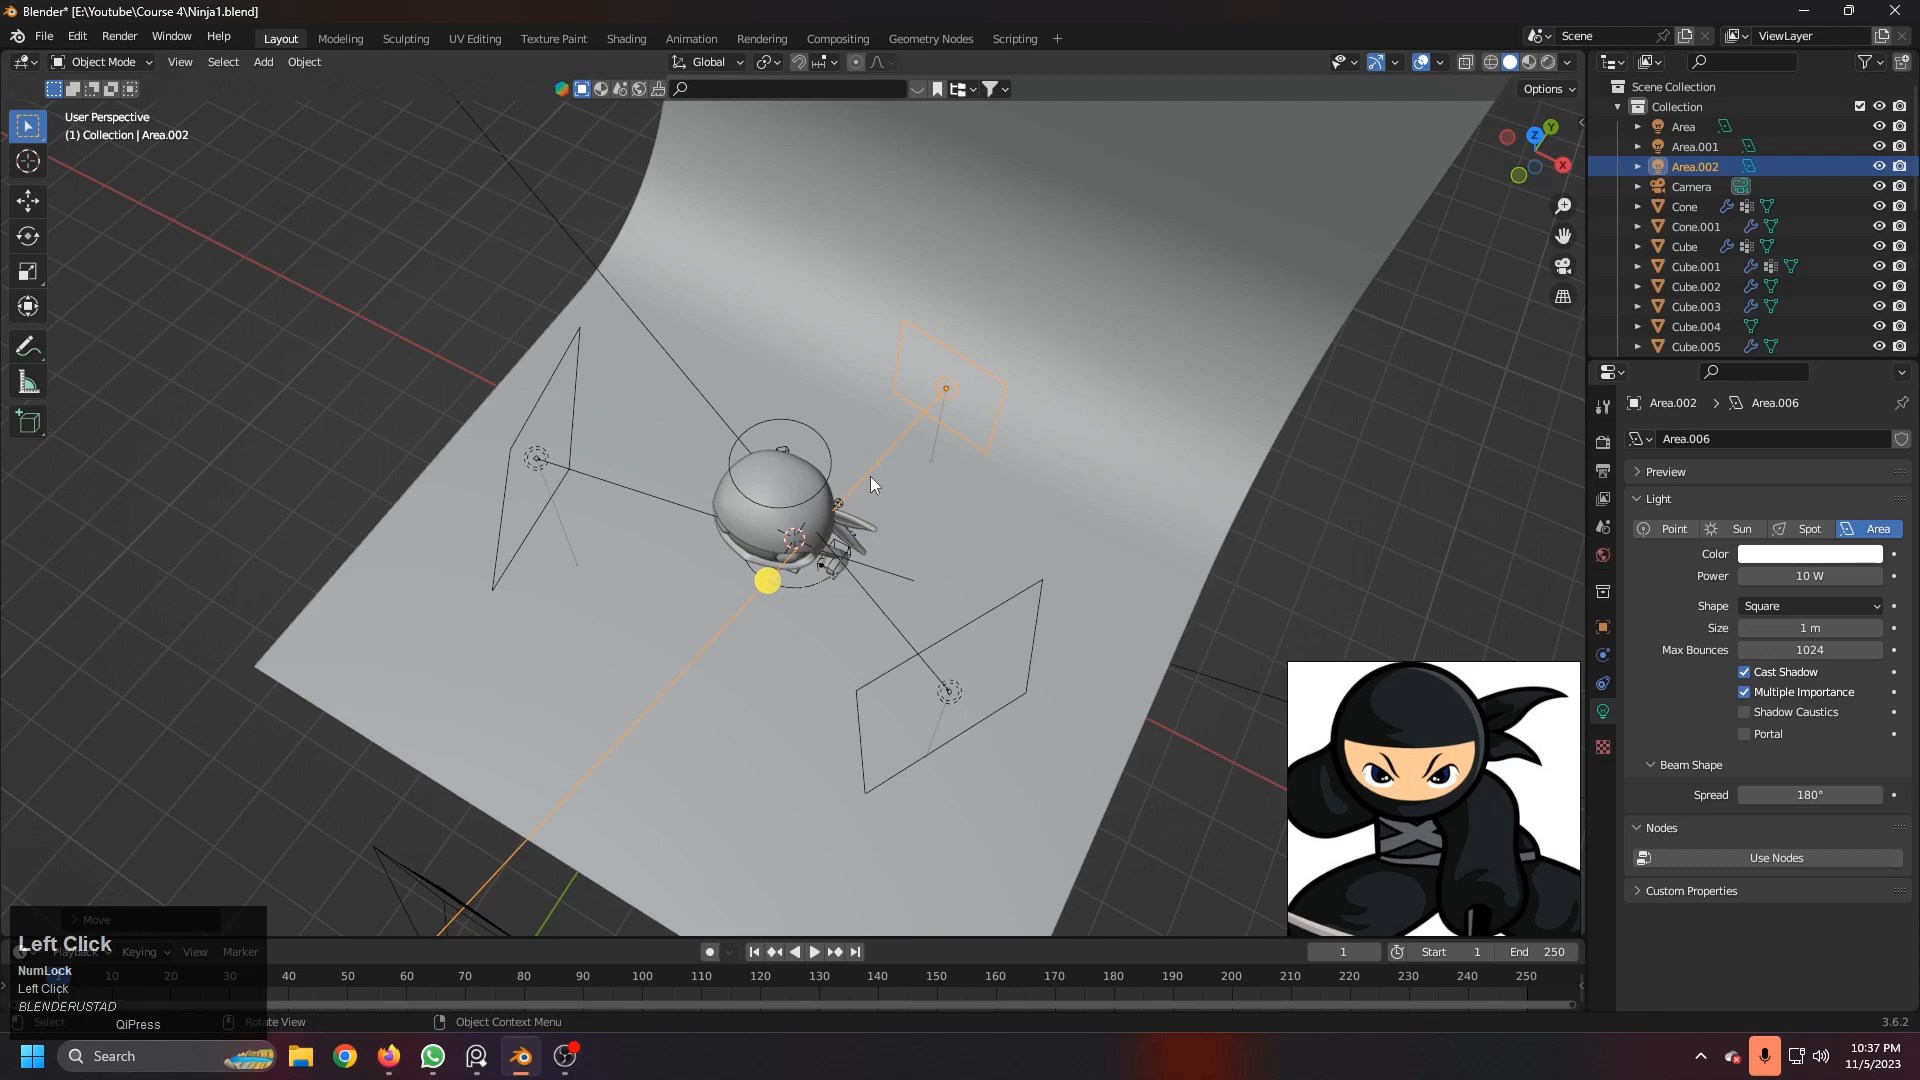 Blender* [E:\Youtube\Course 4\Ninja1.blend]
File Edit Render Window Help
Layout Modeling Sculpting UV Editing Texture Paint Shading Animation Rendering Compositing Geometry Nodes Scripting +
Scene
ViewLayer
Object Mode View Select Add Object
Global
Options
User Perspective
(1) Collection | Area.002
Z
Y
X
Scene Collection
Collection
Area
Area.001
Area.002
Camera
Cone
Cone.001
Cube
Cube.001
Cube.002
Cube.003
Cube.004
Cube.005
Area.002 > Area.006
Area.006
Preview
Light
Point Sun Spot Area
Color
Power 10 W
Shape Square
Size 1 m
Max Bounces 1024
Cast Shadow
Multiple Importance
Shadow Caustics
Portal
Beam Shape
Spread 180°
Nodes
Use Nodes
Custom Properties
Move
Left Click
NumLock
Left Click
BLENDERUSTAD
QiPress
Playback Keying View Marker
1 Start 1 End 250
1 10 20 30 40 50 60 70 80 90 100 110 120 130 140 150 160 170 180 190 200 210 220 230 240 250
Select Rotate View Object Context Menu
3.6.2
Search
10:37 PM
11/5/2023